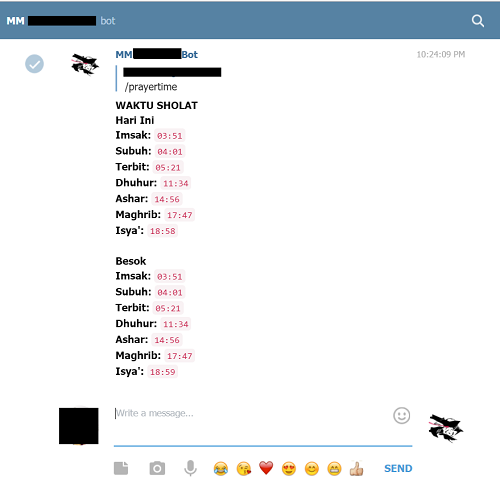 MM bot
MM Bot 10:24:09 PM
/prayertime
WAKTU SHOLAT
Hari Ini
Imsak: 03:51
Subuh: 04:01
Terbit: 05:21
Dhuhur: 11:34
Ashar: 14:56
Maghrib: 17:47
Isya': 18:58
Besok
Imsak: 03:51
Subuh: 04:01
Terbit: 05:21
Dhuhur: 11:34
Ashar: 14:56
Maghrib: 17:47
Isya': 18:59
Write a message...
SEND